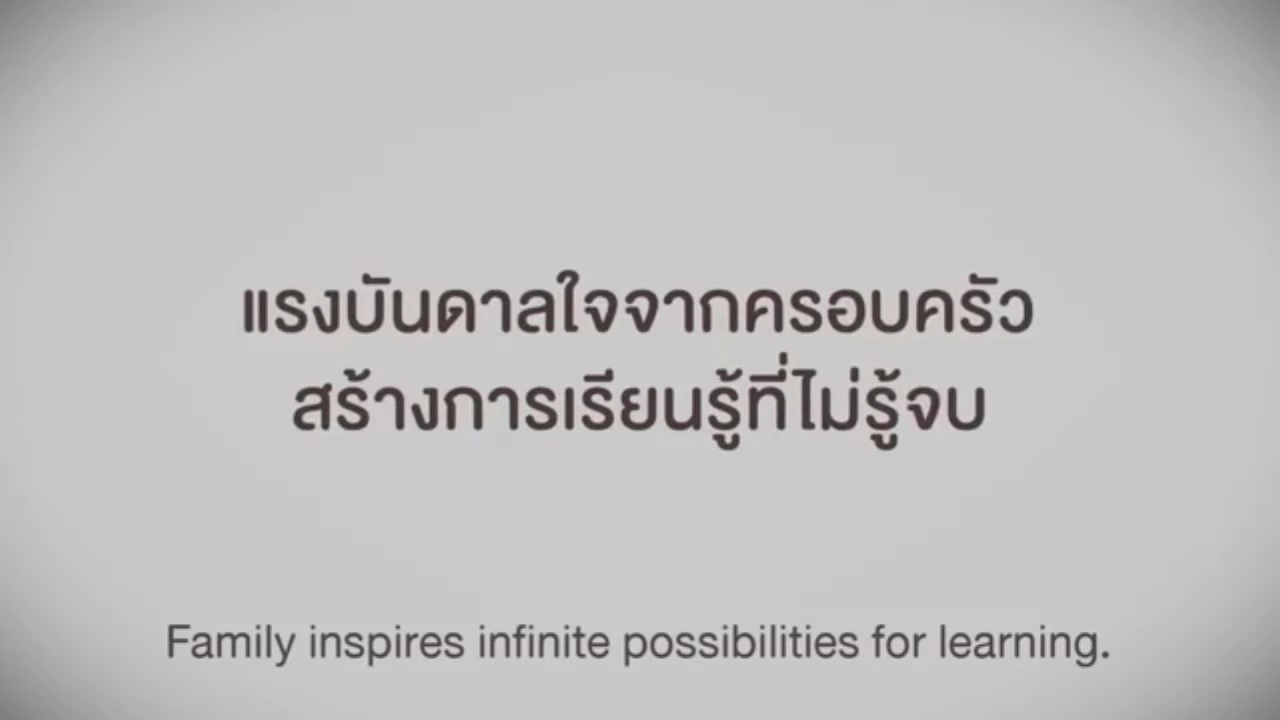 แรงบันดาลใจจากครอบครัว
สร้างการเรียนรู้ที่ไม่รู้จบ
Family inspires infinite possibilities for learning.